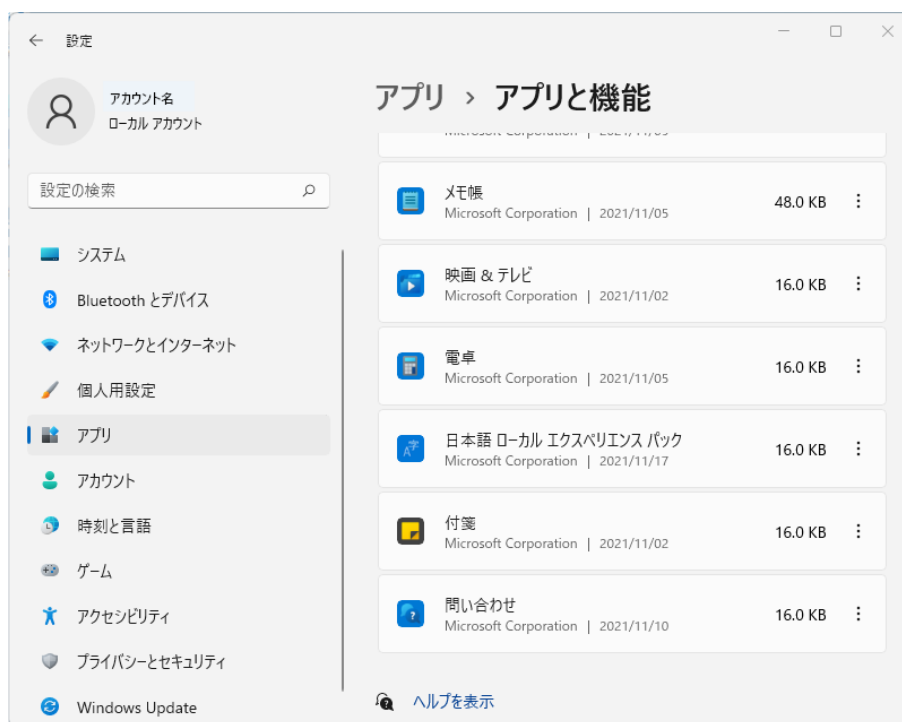 設定
アカウント名
ローカル アカウント
設定の検索
システム
Bluetooth とデバイス
ネットワークとインターネット
個人用設定
アプリ
アカウント
時刻と言語
ゲーム
アクセシビリティ
プライバシーとセキュリティ
Windows Update
アプリ › アプリと機能
メモ帳
Microsoft Corporation | 2021/11/05
48.0 KB
映画 & テレビ
Microsoft Corporation | 2021/11/02
16.0 KB
電卓
Microsoft Corporation | 2021/11/05
16.0 KB
日本語 ローカル エクスペリエンス パック
Microsoft Corporation | 2021/11/17
16.0 KB
付箋
Microsoft Corporation | 2021/11/02
16.0 KB
問い合わせ
Microsoft Corporation | 2021/11/10
16.0 KB
ヘルプを表示